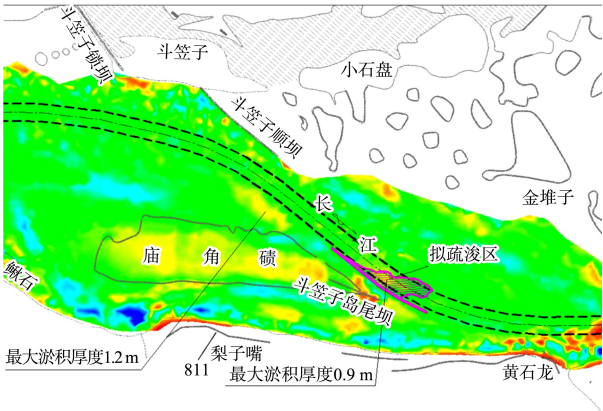 斗笠子锁坝
斗笠子
小石盘
斗笠子顺坝
金堆子
长
江
拟疏浚区
庙角碛
斗笠子岛尾坝
鳅石
最大淤积厚度1.2 m
梨子嘴
811
最大淤积厚度0.9 m
黄石龙